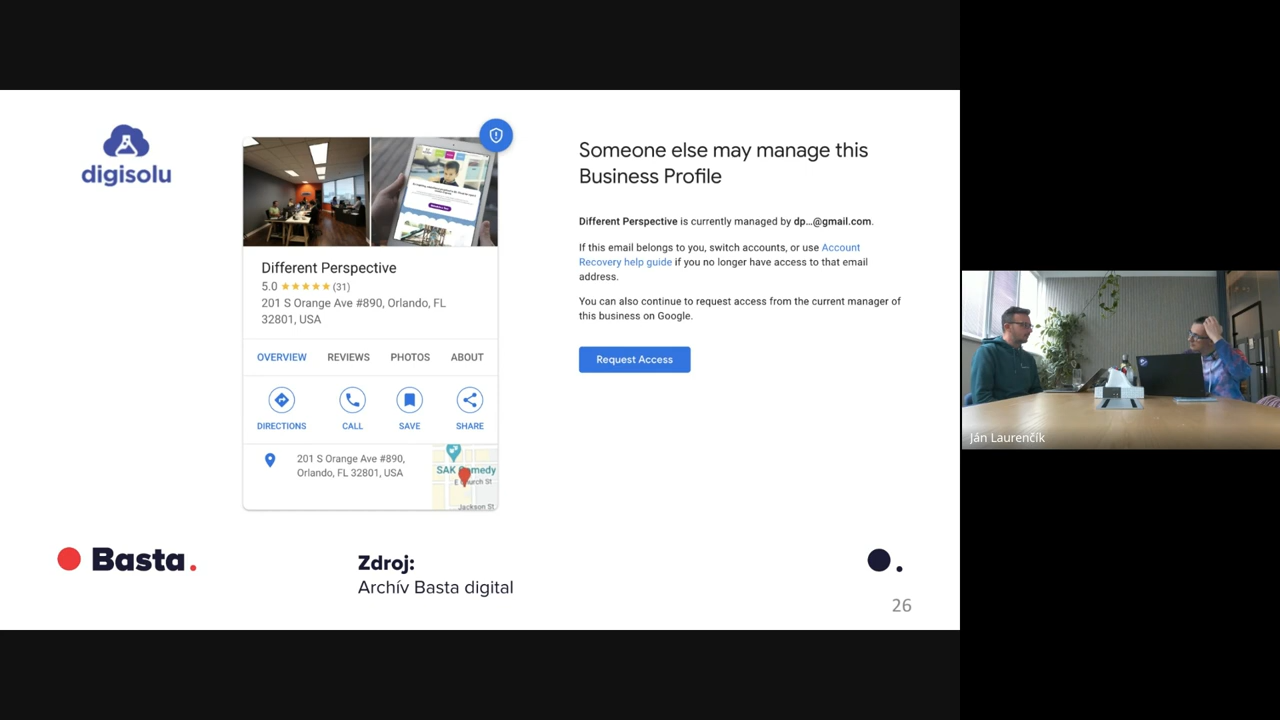 digisolu
Different Perspective
5.0 ★★★★★ (31)
201 S Orange Ave #890, Orlando, FL
32801, USA
OVERVIEW REVIEWS PHOTOS ABOUT
DIRECTIONS CALL SAVE SHARE
201 S Orange Ave #890,
Orlando, FL 32801, USA
SAK Comedy
E Church St
Jackson St
Someone else may manage this
Business Profile
Different Perspective is currently managed by dp...@gmail.com.
If this email belongs to you, switch accounts, or use Account
Recovery help guide if you no longer have access to that email
address.
You can also continue to request access from the current manager of
this business on Google.
Request Access
Basta.
Zdroj:
Archív Basta digital
26
Ján Laurenčík